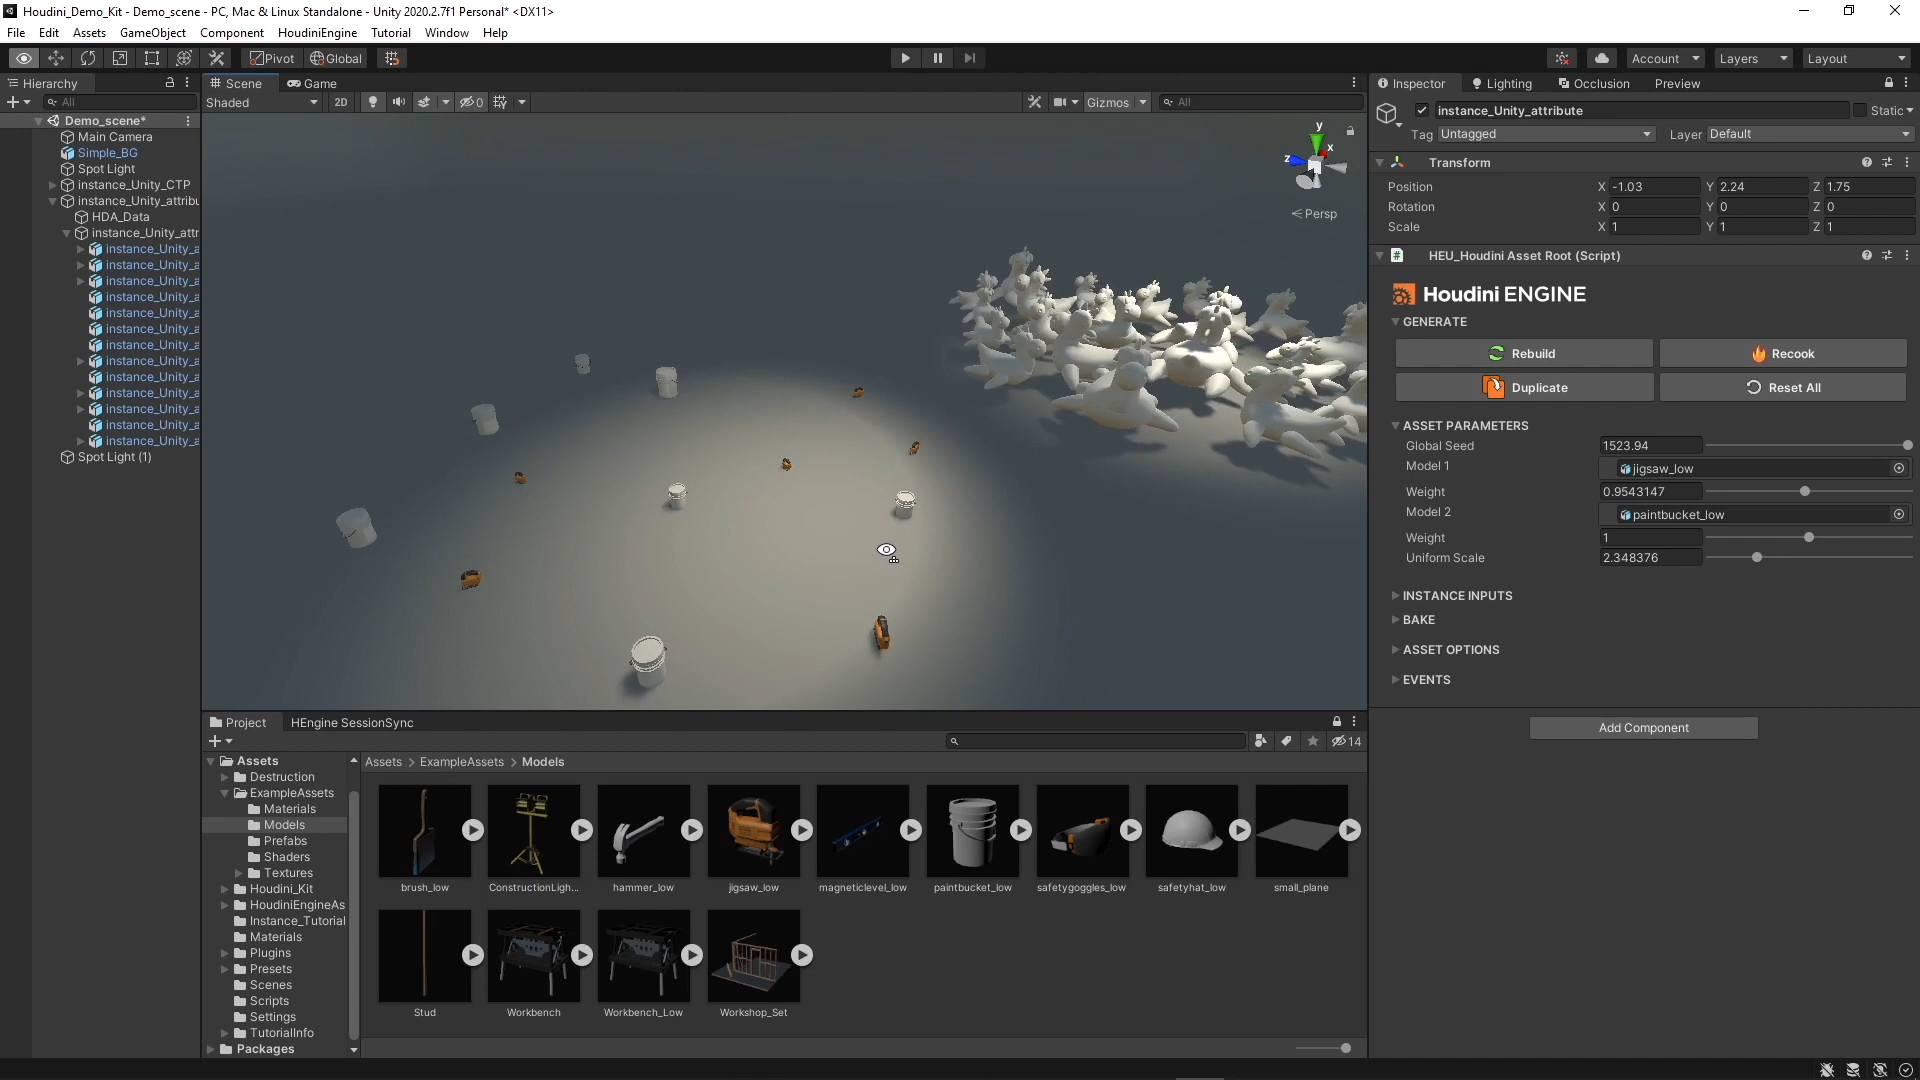 Houdini_Demo_Kit - Demo_scene - PC, Mac & Linux Standalone - Unity 2020.2.7f1 Personal* <DX11>
File Edit Assets GameObject Component HoudiniEngine Tutorial Window Help
Pivot Global Account Layers Layout
Hierarchy
All
Demo_scene*
Main Camera
Simple_BG
Spot Light
instance_Unity_CTP
instance_Unity_attribu
HDA_Data
instance_Unity_attr
instance_Unity_a
instance_Unity_a
instance_Unity_a
instance_Unity_a
instance_Unity_a
instance_Unity_a
instance_Unity_a
instance_Unity_a
instance_Unity_a
instance_Unity_a
instance_Unity_a
instance_Unity_a
instance_Unity_a
Spot Light (1)
Scene Game
Shaded 2D 0 Gizmos All
y
x
z
Persp
Inspector Lighting Occlusion Preview
instance_Unity_attribute Static
Tag Untagged Layer Default
Transform
Position X -1.03 Y 2.24 Z 1.75
Rotation X 0 Y 0 Z 0
Scale X 1 Y 1 Z 1
HEU_Houdini Asset Root (Script)
Houdini ENGINE
GENERATE
Rebuild Recook
Duplicate Reset All
ASSET PARAMETERS
Global Seed 1523.94
Model 1 jigsaw_low
Weight 0.9543147
Model 2 paintbucket_low
Weight 1
Uniform Scale 2.348376
INSTANCE INPUTS
BAKE
ASSET OPTIONS
EVENTS
Add Component
Project HEngine SessionSync
14
Assets
Destruction
ExampleAssets
Materials
Models
Prefabs
Shaders
Textures
Houdini_Kit
HoudiniEngineAs
Instance_Tutorial
Materials
Plugins
Presets
Scenes
Scripts
Settings
TutorialInfo
Packages
Assets > ExampleAssets > Models
brush_low ConstructionLigh... hammer_low jigsaw_low magneticlevel_low paintbucket_low safetygoggles_low safetyhat_low small_plane
Stud Workbench Workbench_Low Workshop_Set